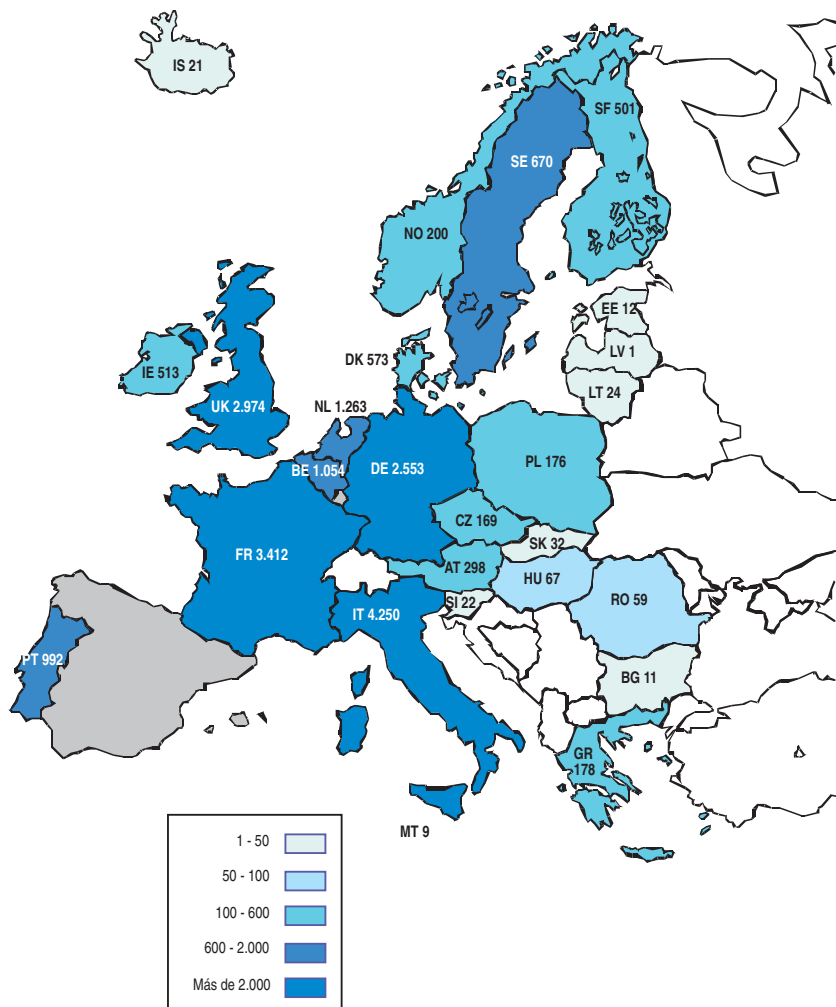 IS 21
SF 501
SE 670
NO 200
EE 12
LV 1
DK 573
IE 513
LT 24
NL 1.263
UK 2.974
PL 176
BE 1.054
DE 2.553
CZ 169
SK 32
FR 3.412
AT 298
HU 67
RO 59
SI 22
IT 4.250
PT 992
BG 11
GR
178
MT 9
1 - 50
50 - 100
100 - 600
600 - 2.000
Más de 2.000